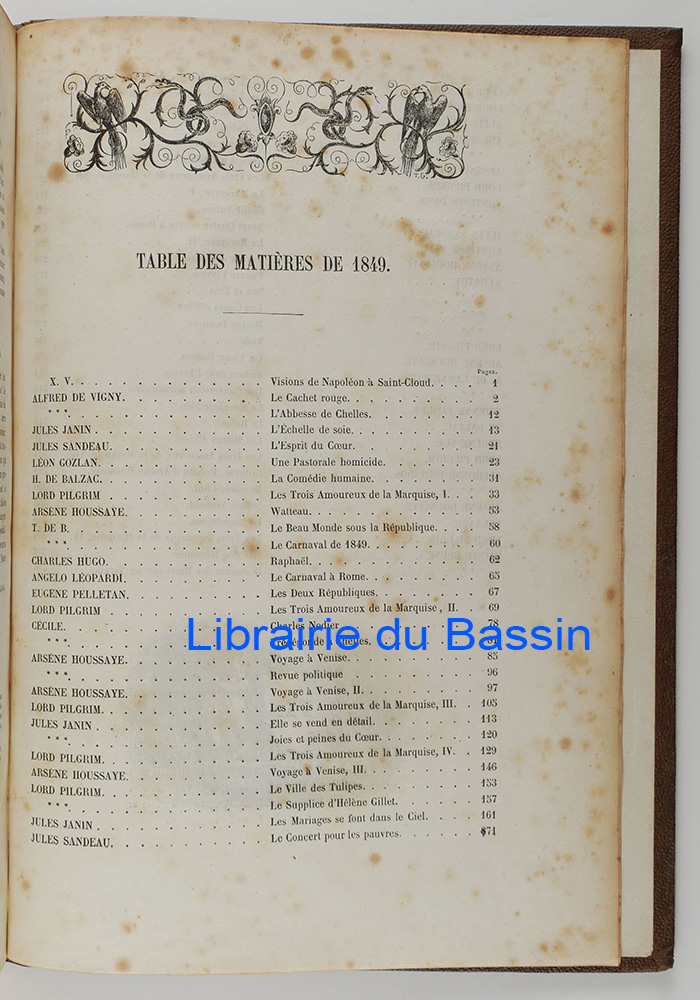 TABLE DES MATIÈRES DE 1849.
Pages.
X. V. Visions de Napoléon à Saint-Cloud. 1
ALFRED DE VIGNY. Le Cachet rouge. 2
*** L'Abbesse de Chelles. 12
JULES JANIN. L'Échelle de soie. 13
JULES SANDEAU. L'Esprit du Cœur. 21
LÉON GOZLAN. Une Pastorale homicide. 23
H. DE BALZAC. La Comédie humaine. 31
LORD PILGRIM Les Trois Amoureux de la Marquise, I. 33
ARSÈNE HOUSSAYE. Watteau. 53
T. DE B. Le Beau Monde sous la République. 58
*** Le Carnaval de 1849. 60
CHARLES HUGO. Raphaël. 62
ANGELO LÉOPARDI. Le Carnaval à Rome. 65
EUGÈNE PELLETAN. Les Deux Républiques. 67
LORD PILGRIM Les Trois Amoureux de la Marquise, II. 69
CÉCILE. Charles Nodier 78
Librairie du Bassin
***
ARSÈNE HOUSSAYE. Voyage à Venise. 85
*** Revue politique 96
ARSÈNE HOUSSAYE. Voyage à Venise, II. 97
LORD PILGRIM. Les Trois Amoureux de la Marquise, III. 105
JULES JANIN Elle se vend en détail. 113
*** Joies et peines du Cœur. 120
LORD PILGRIM. Les Trois Amoureux de la Marquise, IV. 129
ARSÈNE HOUSSAYE. Voyage à Venise, III. 146
LORD PILGRIM. Le Ville des Tulipes. 153
*** Le Supplice d'Hélène Gillet. 157
JULES JANIN Les Mariages se font dans le Ciel. 161
JULES SANDEAU. Le Concert pour les pauvres. 171